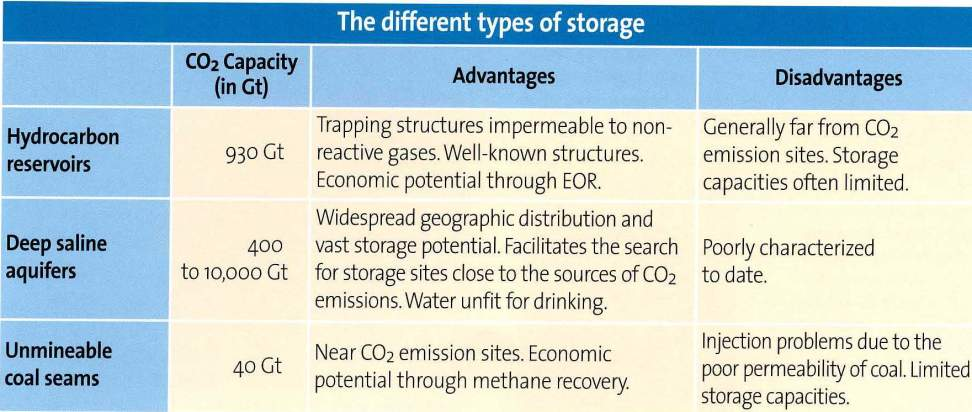 The different types of storage
CO2 Capacity
(in Gt)
Advantages
Disadvantages
Hydrocarbon
reservoirs
930 Gt
Trapping structures impermeable to non-
reactive gases. Well-known structures.
Economic potential through EOR.
Generally far from CO2
emission sites. Storage
capacities often limited.
Deep saline
aquifers
400
to 10,000 Gt
Widespread geographic distribution and
vast storage potential. Facilitates the search
for storage sites close to the sources of CO2
emissions. Water unfit for drinking.
Poorly characterized
to date.
Unmineable
coal seams
40 Gt
Near CO2 emission sites. Economic
potential through methane recovery.
Injection problems due to the
poor permeability of coal. Limited
storage capacities.